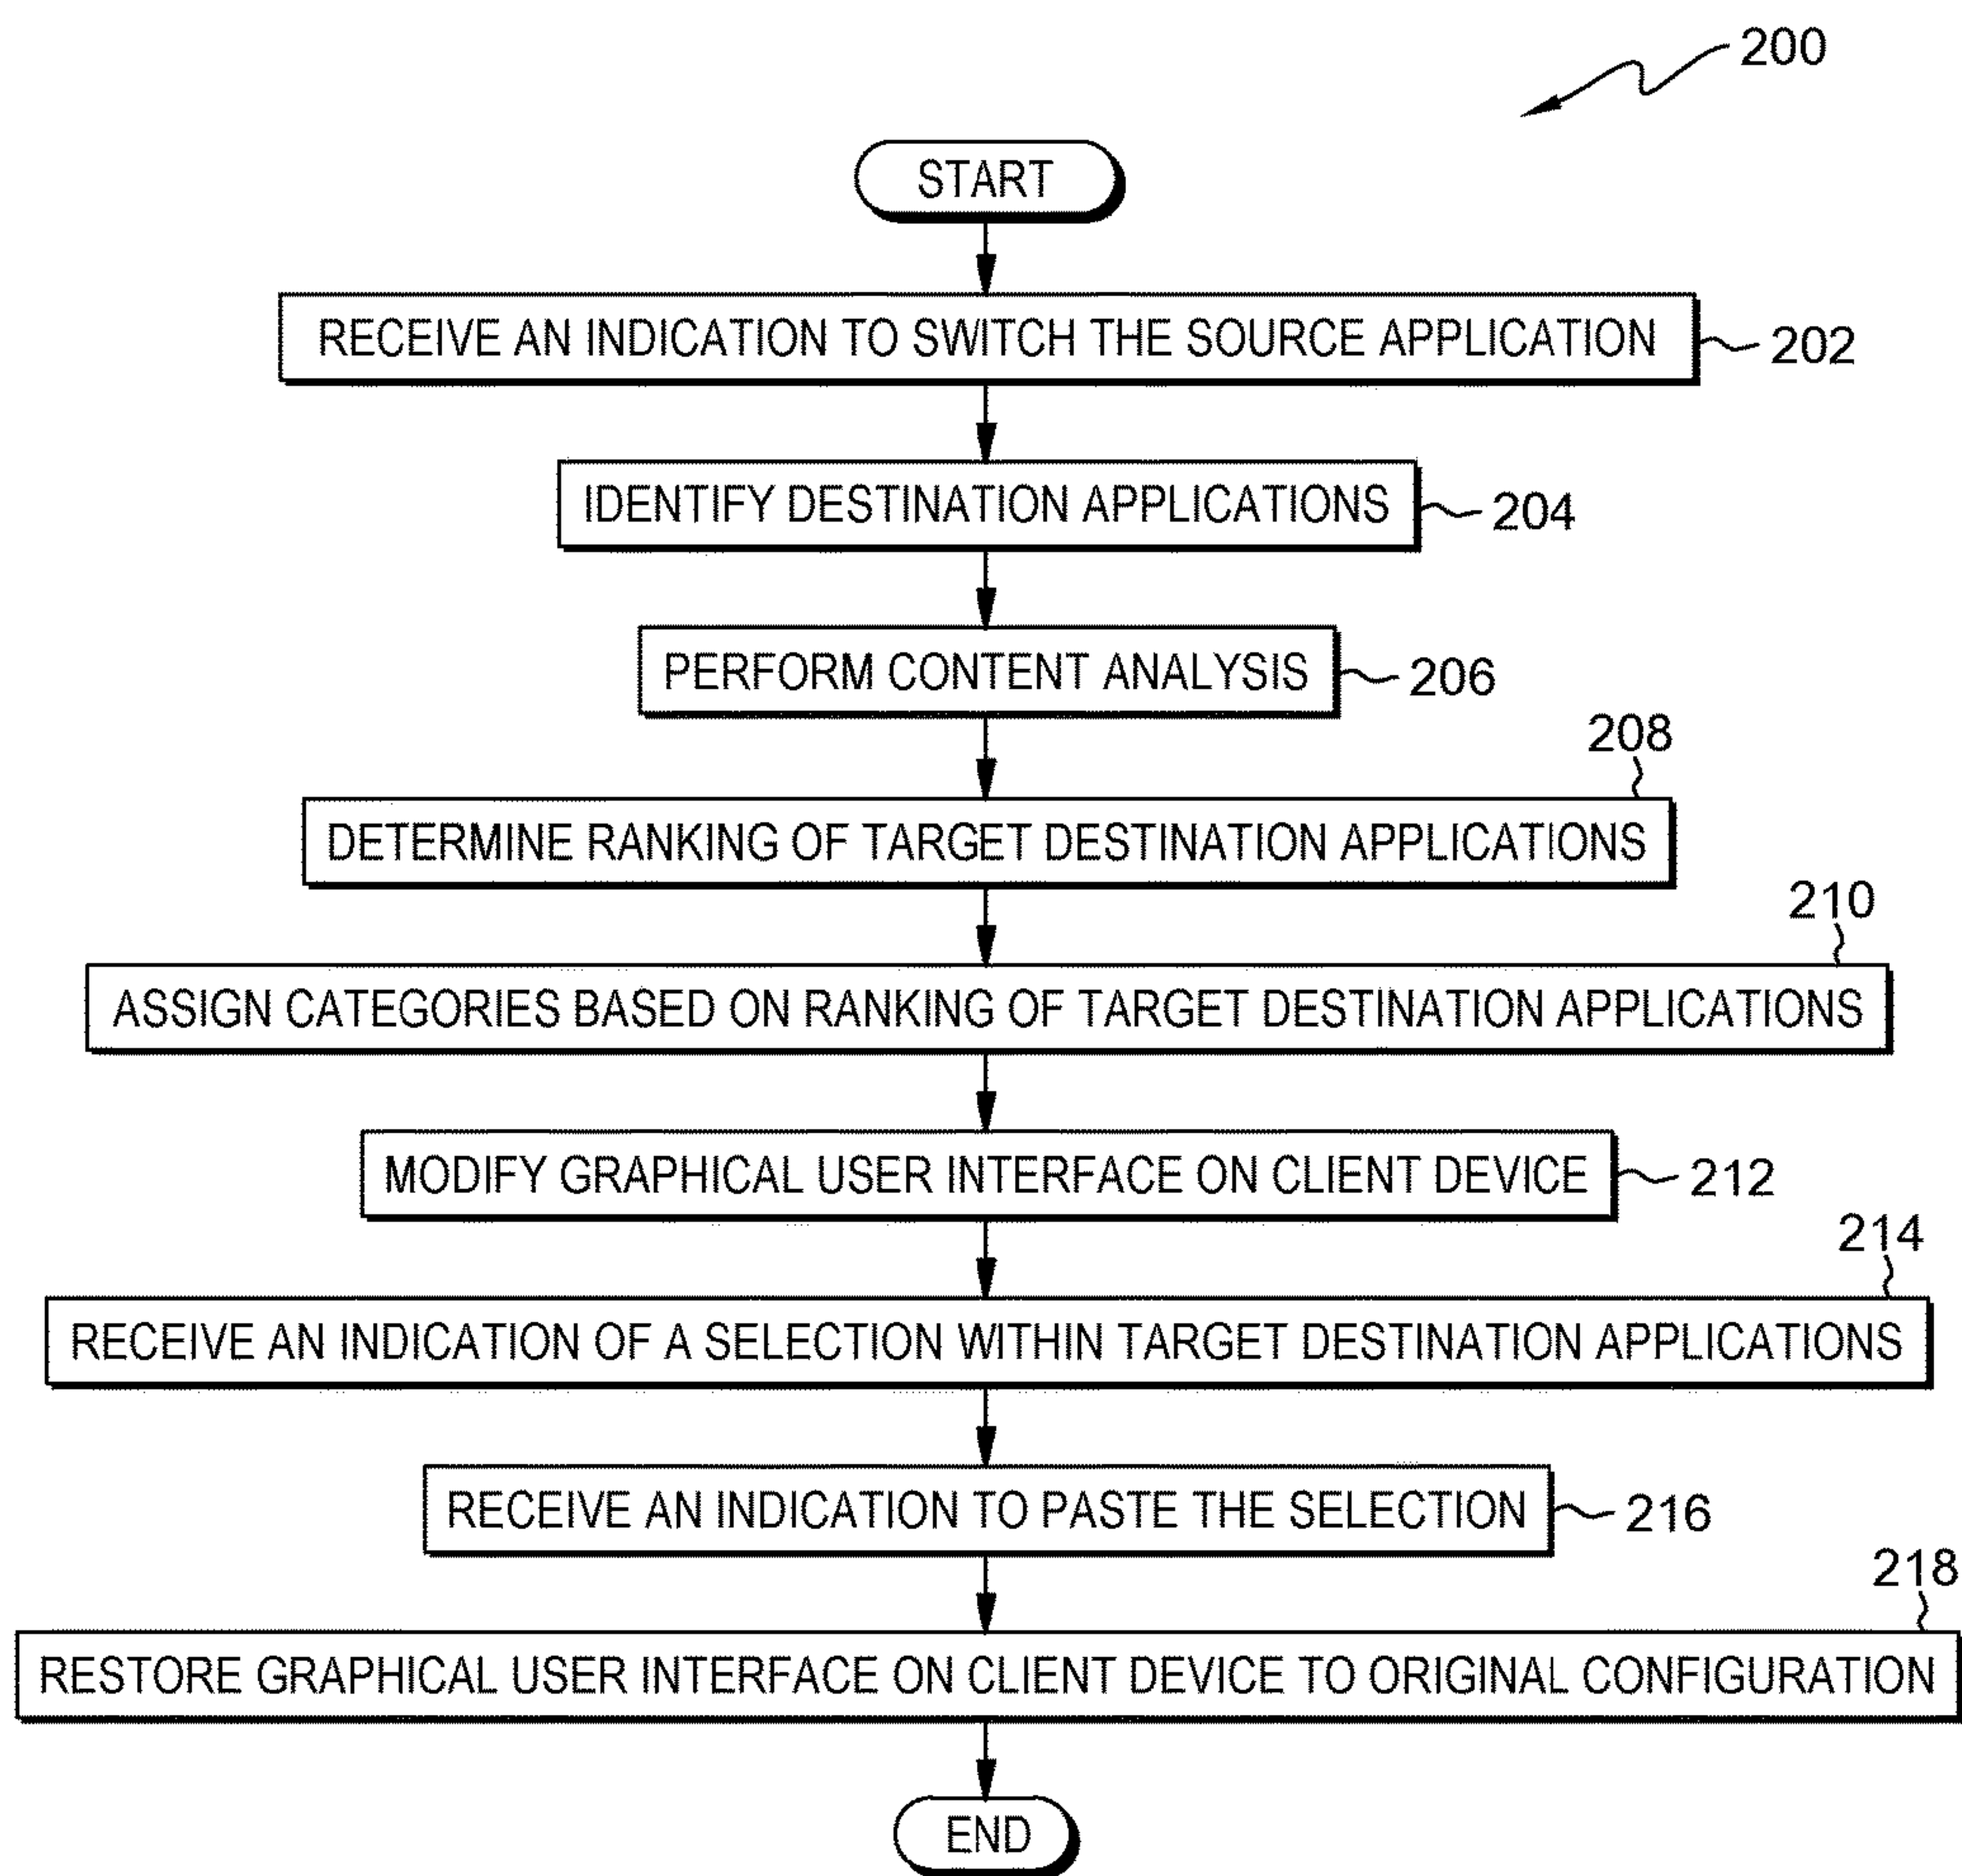 200
START
RECEIVE AN INDICATION TO SWITCH THE SOURCE APPLICATION
202
IDENTIFY DESTINATION APPLICATIONS
204
PERFORM CONTENT ANALYSIS
206
208
DETERMINE RANKING OF TARGET DESTINATION APPLICATIONS
210
ASSIGN CATEGORIES BASED ON RANKING OF TARGET DESTINATION APPLICATIONS
MODIFY GRAPHICAL USER INTERFACE ON CLIENT DEVICE
212
214
RECEIVE AN INDICATION OF A SELECTION WITHIN TARGET DESTINATION APPLICATIONS
RECEIVE AN INDICATION TO PASTE THE SELECTION
216
218
RESTORE GRAPHICAL USER INTERFACE ON CLIENT DEVICE TO ORIGINAL CONFIGURATION
END